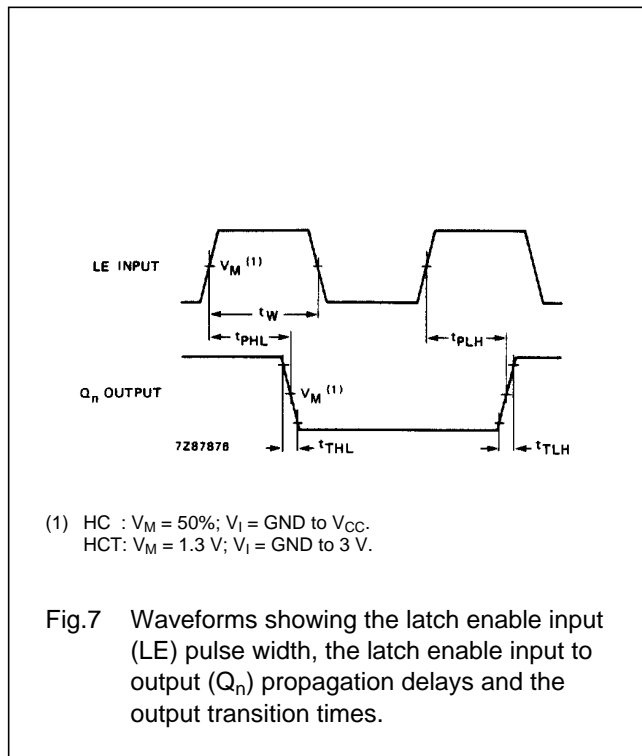 LE INPUT
V_M (1)
t_W
t_PHL
t_PLH
Q_n OUTPUT
V_M (1)
7Z87876
t_THL
t_TLH
(1) HC : V_M = 50%; V_I = GND to V_CC.
HCT: V_M = 1.3 V; V_I = GND to 3 V.
Fig.7 Waveforms showing the latch enable input
(LE) pulse width, the latch enable input to
output (Q_n) propagation delays and the
output transition times.